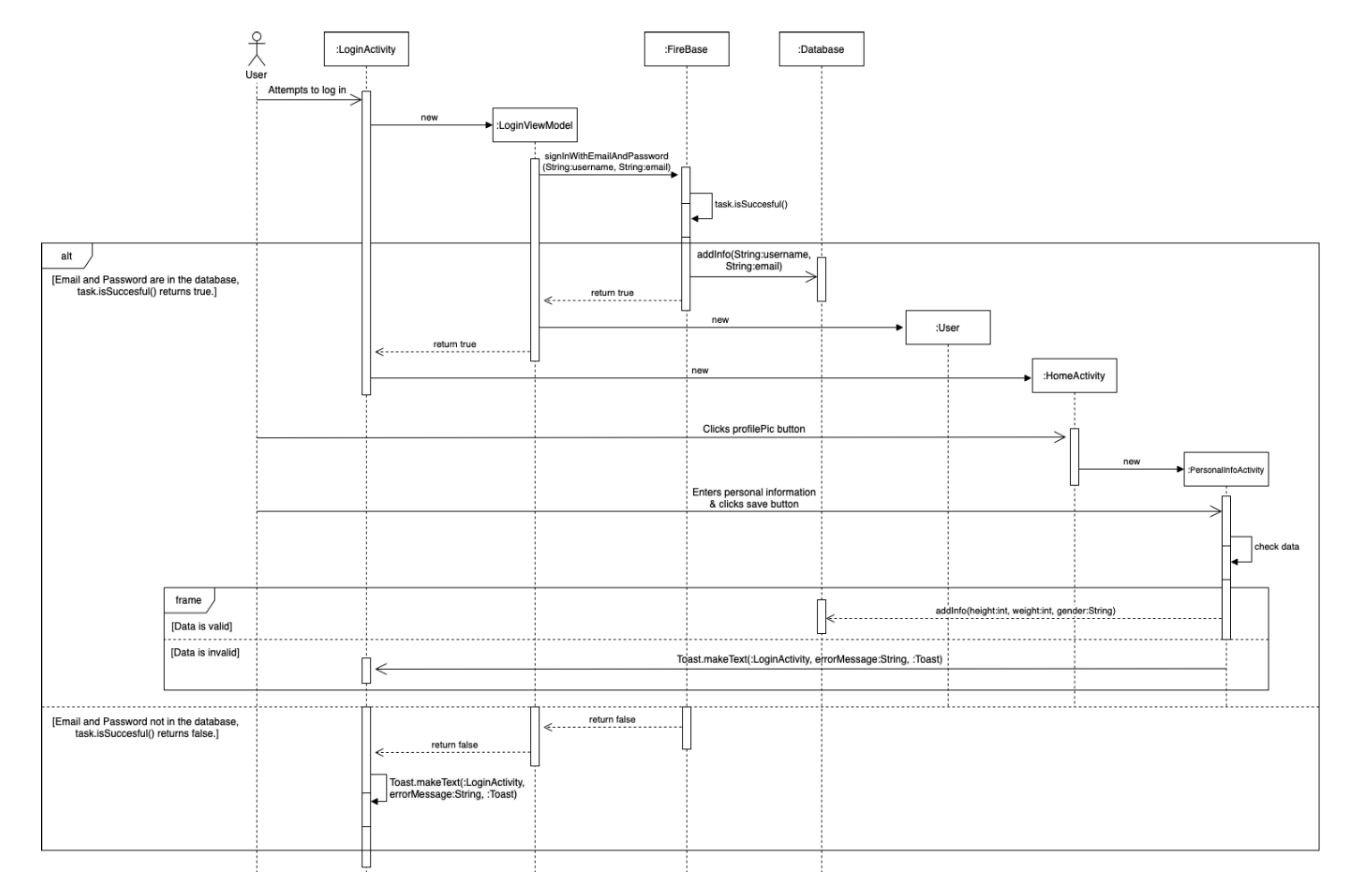 :LoginActivity
:FireBase
:Database
User
Attempts to log in
new
:LoginViewModel
signInWithEmailAndPassword
(String:username, String:email)
task.isSuccesful()
alt
[Email and Password are in the database,
task.isSuccesful() returns true.]
addInfo(String:username,
String:email)
return true
new
:User
return true
new
:HomeActivity
Clicks profilePic button
new
:PersonalInfoActivity
Enters personal information
& clicks save button
check data
frame
[Data is valid]
addInfo(height:int, weight:int, gender:String)
[Data is invalid]
Toast.makeText(:LoginActivity, errorMessage:String, :Toast)
[Email and Password not in the database,
task.isSuccesful() returns false.]
return false
return false
Toast.makeText(:LoginActivity,
errorMessage:String, :Toast)